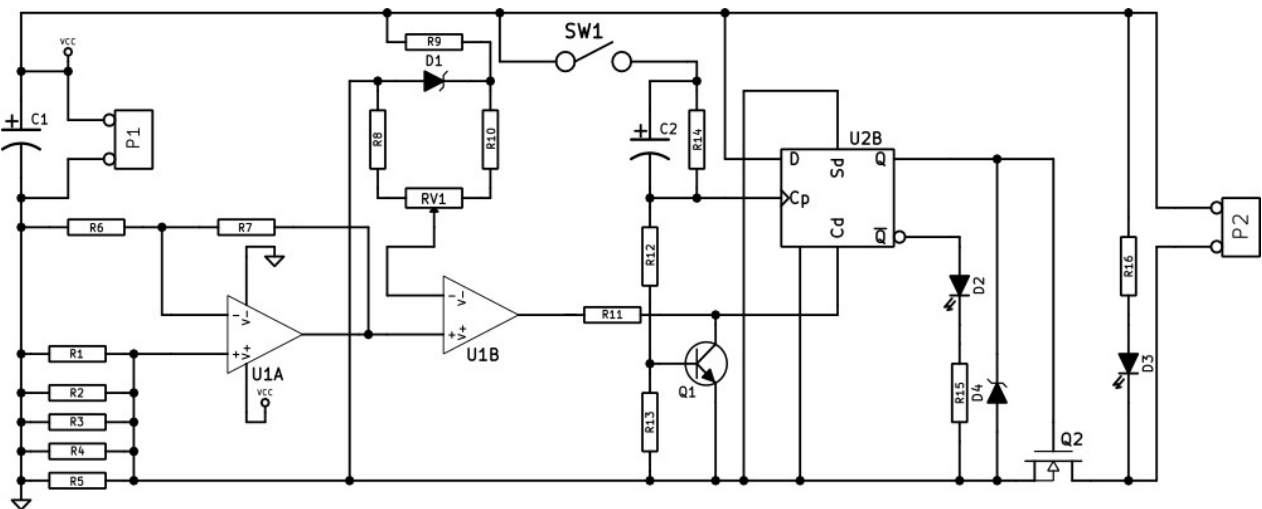 VCC
R9
SW1
D1
+
C1
P1
R8
R10
+
C2
R14
U2B
D
Sd
Q
RV1
Cp
Cd
Q
P2
R6
R7
R12
R16
-
V-
-
V-
D2
R11
+
V+
R1
+
V+
U1B
U1A
D3
R2
VCC
Q1
R15
D4
R3
R13
R4
Q2
R5